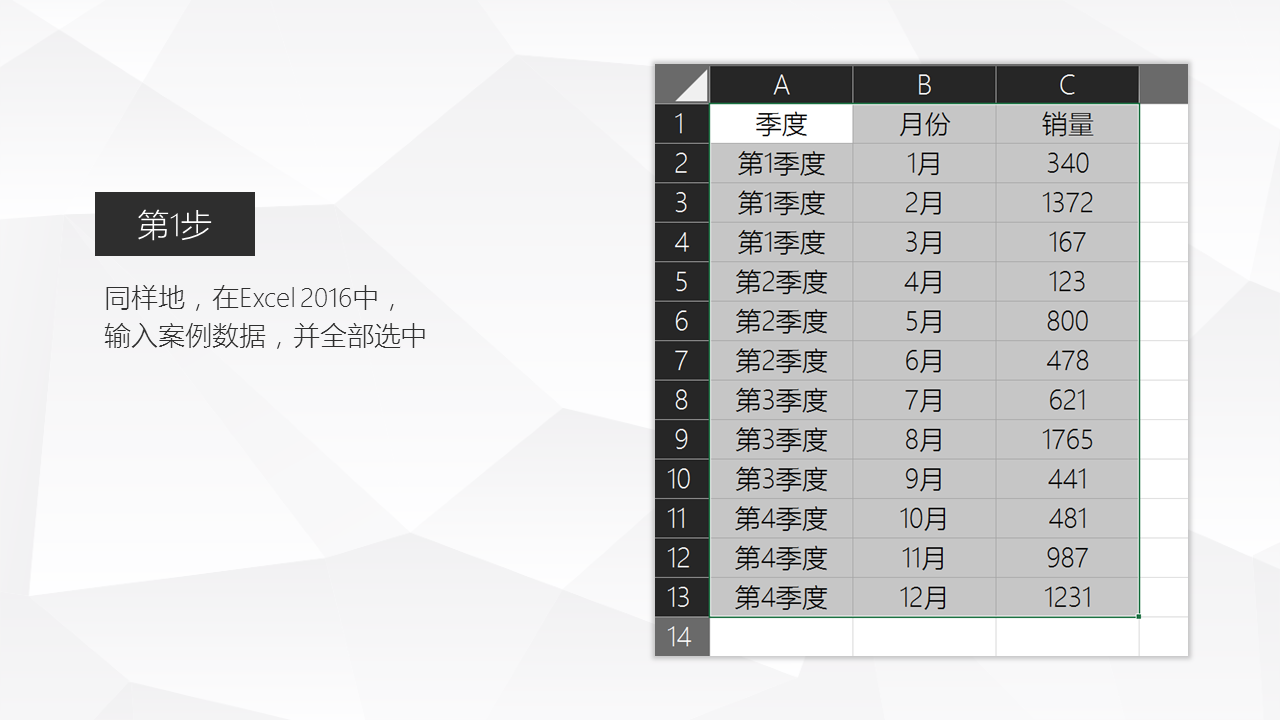 第1步
同样地，在Excel 2016中，
输入案例数据，并全部选中
A B C
1 季度 月份 销量
2 第1季度 1月 340
3 第1季度 2月 1372
4 第1季度 3月 167
5 第2季度 4月 123
6 第2季度 5月 800
7 第2季度 6月 478
8 第3季度 7月 621
9 第3季度 8月 1765
10 第3季度 9月 441
11 第4季度 10月 481
12 第4季度 11月 987
13 第4季度 12月 1231
14